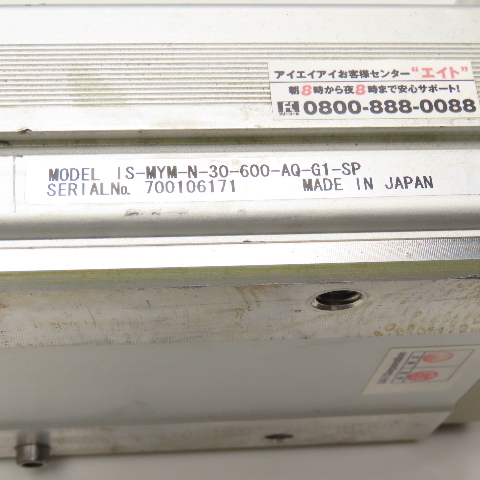 アイエイアイお客様センター"エイト"
朝8時から夜8時まで安心サポート!
0800-888-0088
MODEL IS-MYM-N-30-600-AQ-G1-SP
SERIALNo. 700106171 MADE IN JAPAN